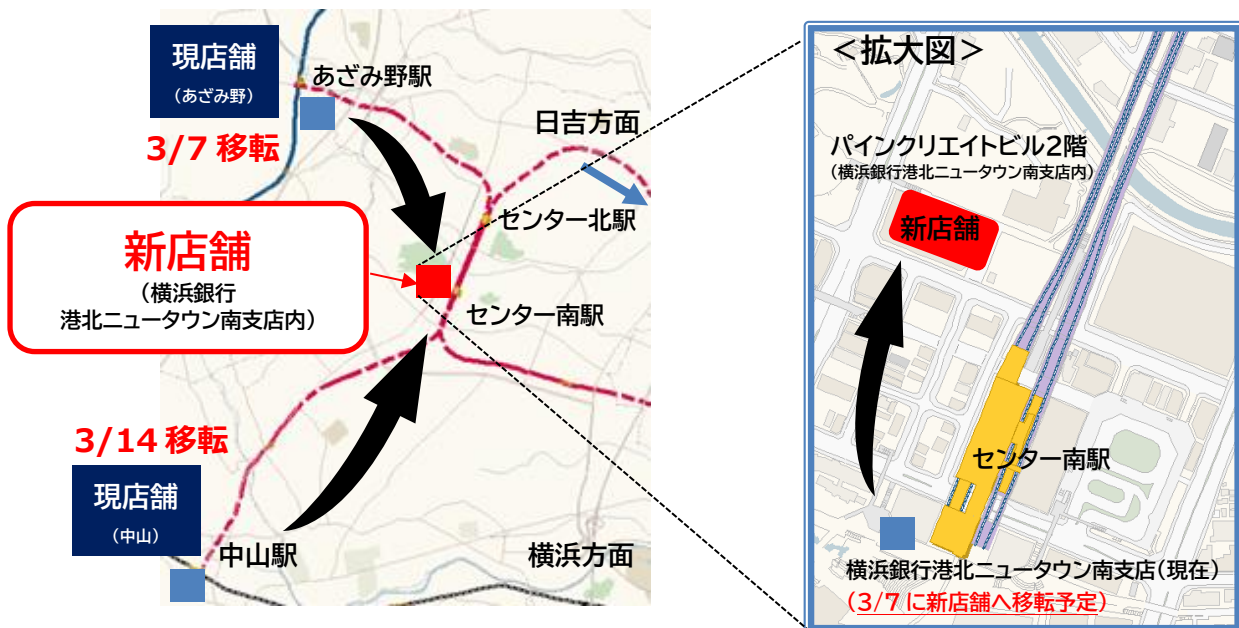 現店舗
（あざみ野）
3/7 移転
あざみ野駅
日吉方面
センター北駅
新店舗
（横浜銀行
港北ニュータウン南支店内）
センター南駅
3/14 移転
現店舗
（中山）
中山駅
横浜方面
＜拡大図＞
パインクリエイトビル2階
（横浜銀行港北ニュータウン南支店内）
新店舗
センター南駅
横浜銀行港北ニュータウン南支店（現在）
（3/7 に新店舗へ移転予定）